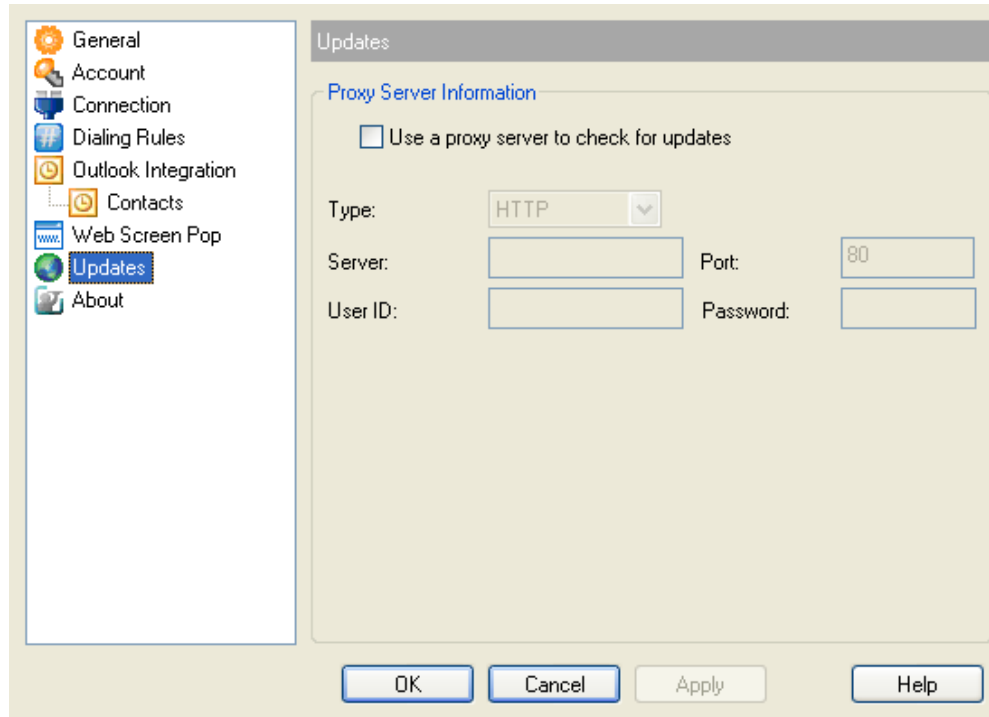 General
Account
Connection
Dialing Rules
Outlook Integration
Contacts
www.
Web Screen Pop
Updates
About
Updates
Proxy Server Information
Use a proxy server to check for updates
Type: HTTP
Server: Port: 80
User ID: Password:
OK Cancel Apply Help